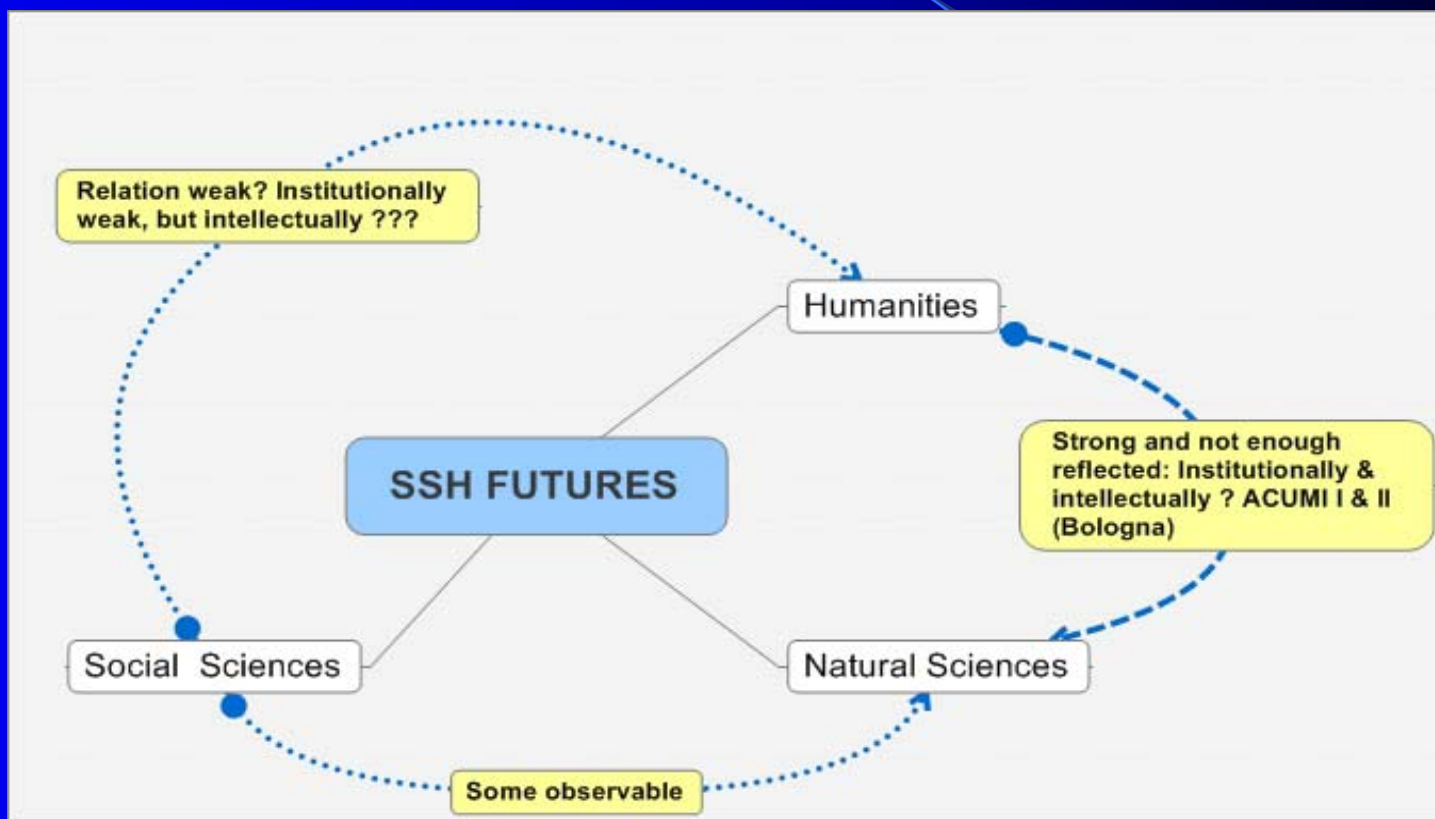 Relation weak? Institutionally
weak, but intellectually ???
Humanities
Strong and not enough
reflected: Institutionally &
intellectually ? ACUMI I & II
(Bologna)
SSH FUTURES
Social  Sciences
Natural Sciences
Some observable